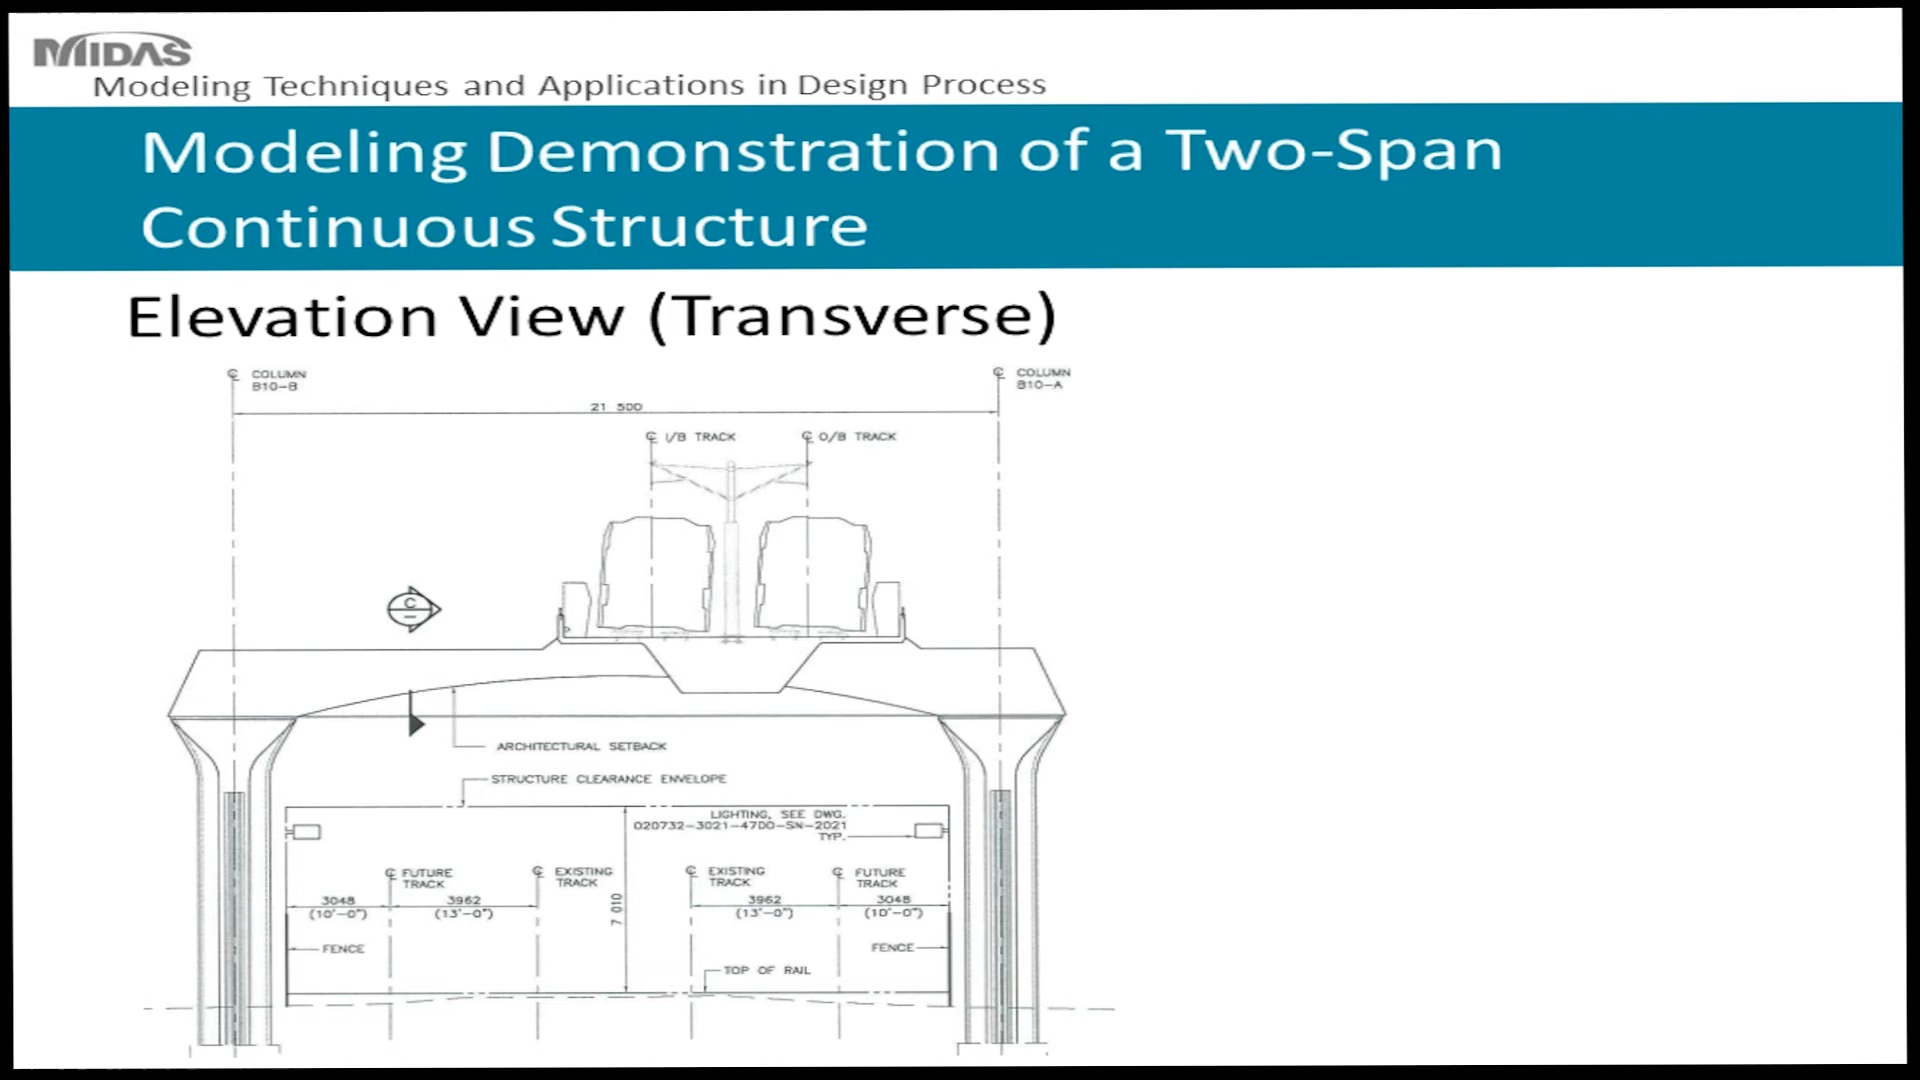 MIDAS
Modeling Techniques and Applications in Design Process
Modeling Demonstration of a Two-Span
Continuous Structure
Elevation View (Transverse)
℄ COLUMN
B10-B
℄ COLUMN
B10-A
21 500
℄ I/B TRACK
℄ O/B TRACK
C
ARCHITECTURAL SETBACK
STRUCTURE CLEARANCE ENVELOPE
LIGHTING, SEE DWG.
020732-3021-47D0-SN-2021
TYP.
℄ FUTURE
TRACK
℄ EXISTING
TRACK
℄ EXISTING
TRACK
℄ FUTURE
TRACK
3048
(10'-0")
3962
(13'-0")
7 010
3962
(13'-0")
3048
(10'-0")
FENCE
FENCE
TOP OF RAIL